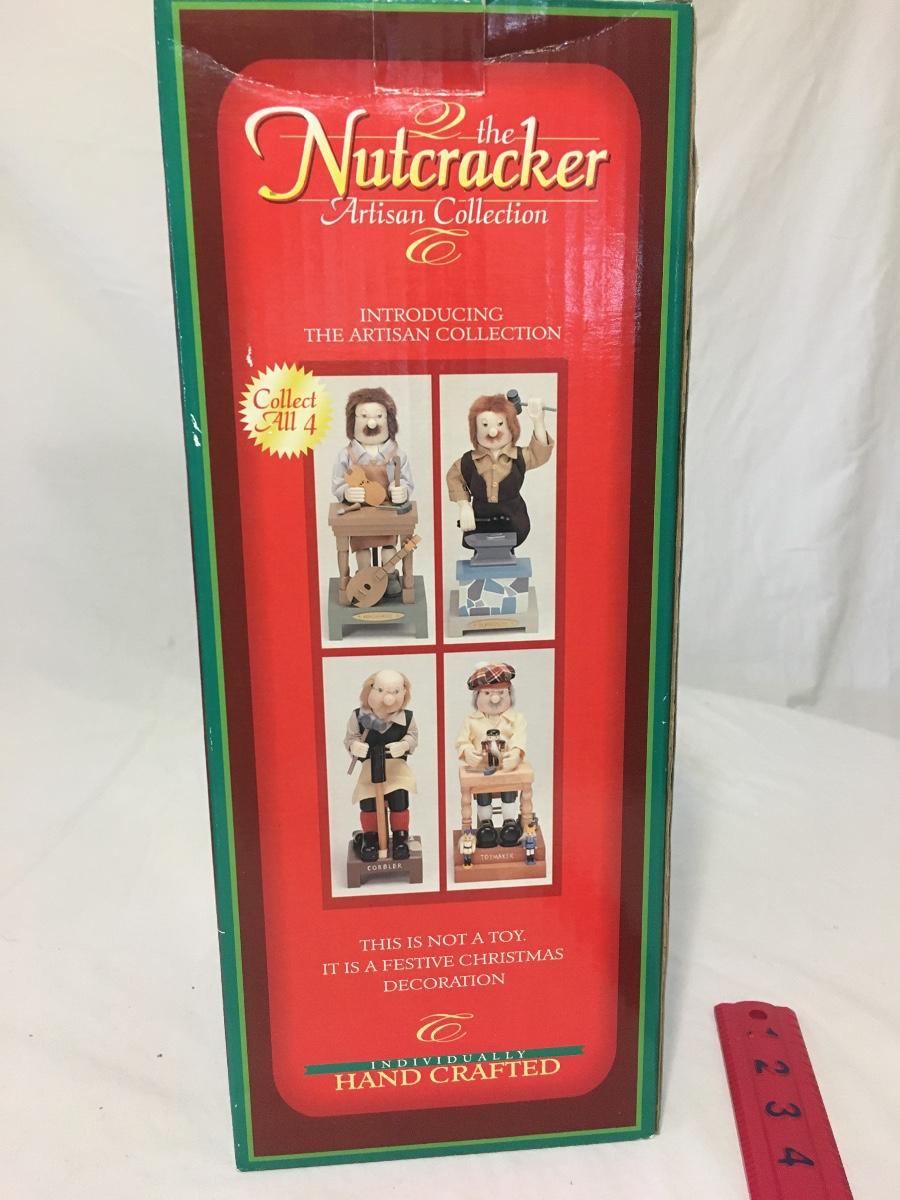 the
Nutcracker
Artisan Collection
INTRODUCING
THE ARTISAN COLLECTION
Collect
All 4
COBBLER
TOYMAKER
THIS IS NOT A TOY.
IT IS A FESTIVE CHRISTMAS
DECORATION
INDIVIDUALLY
HAND CRAFTED
1
2
3
4